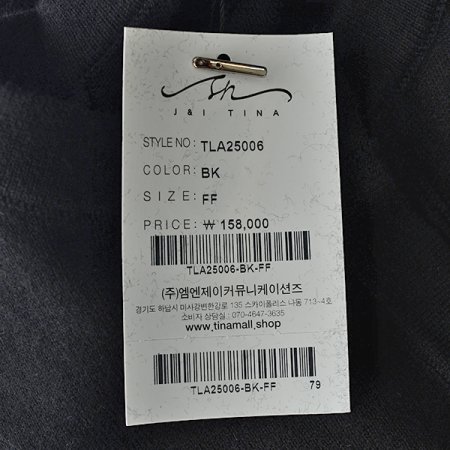 J & I TINA
STYLE NO: TLA25006
COLOR: BK
SIZE: FF
PRICE: ₩ 158,000
TLA25006-BK-FF
(주)엠엔제이커뮤니케이션즈
경기도 하남시 미사강변한강로 135 스카이폴리스 나동 713-4호
소비자 상담실 : 070-4647-3635
www.tinamall.shop
TLA25006-BK-FF 79